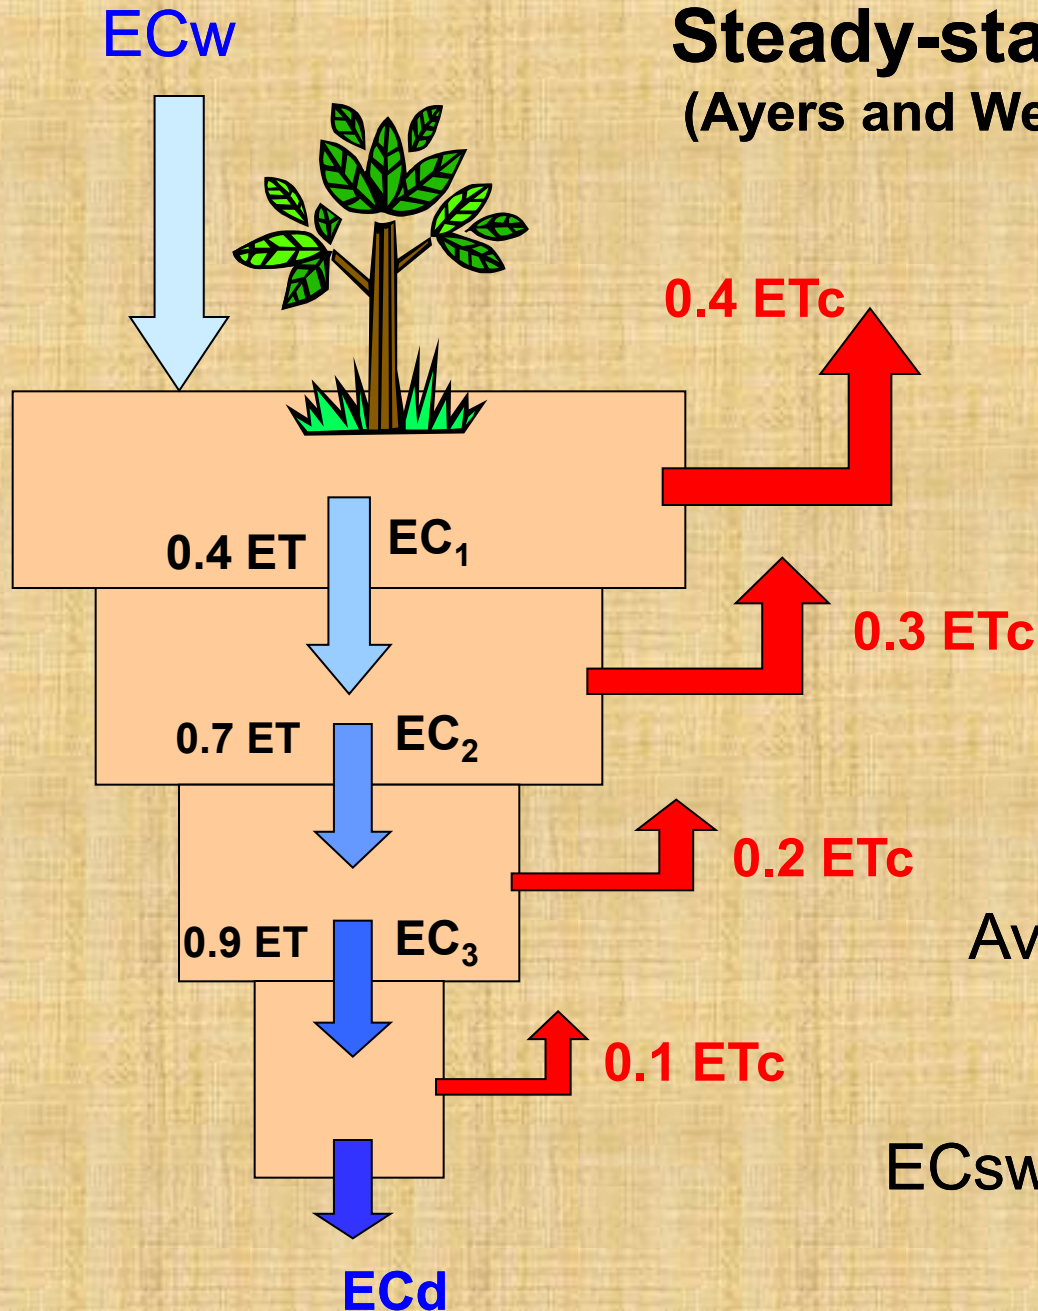 ECw
Steady-sta
(Ayers and We
0.4 ETc
0.4 ET
EC₁
0.3 ETc
0.7 ET
EC₂
0.2 ETc
0.9 ET
EC₃
Av
0.1 ETc
ECsw
ECd